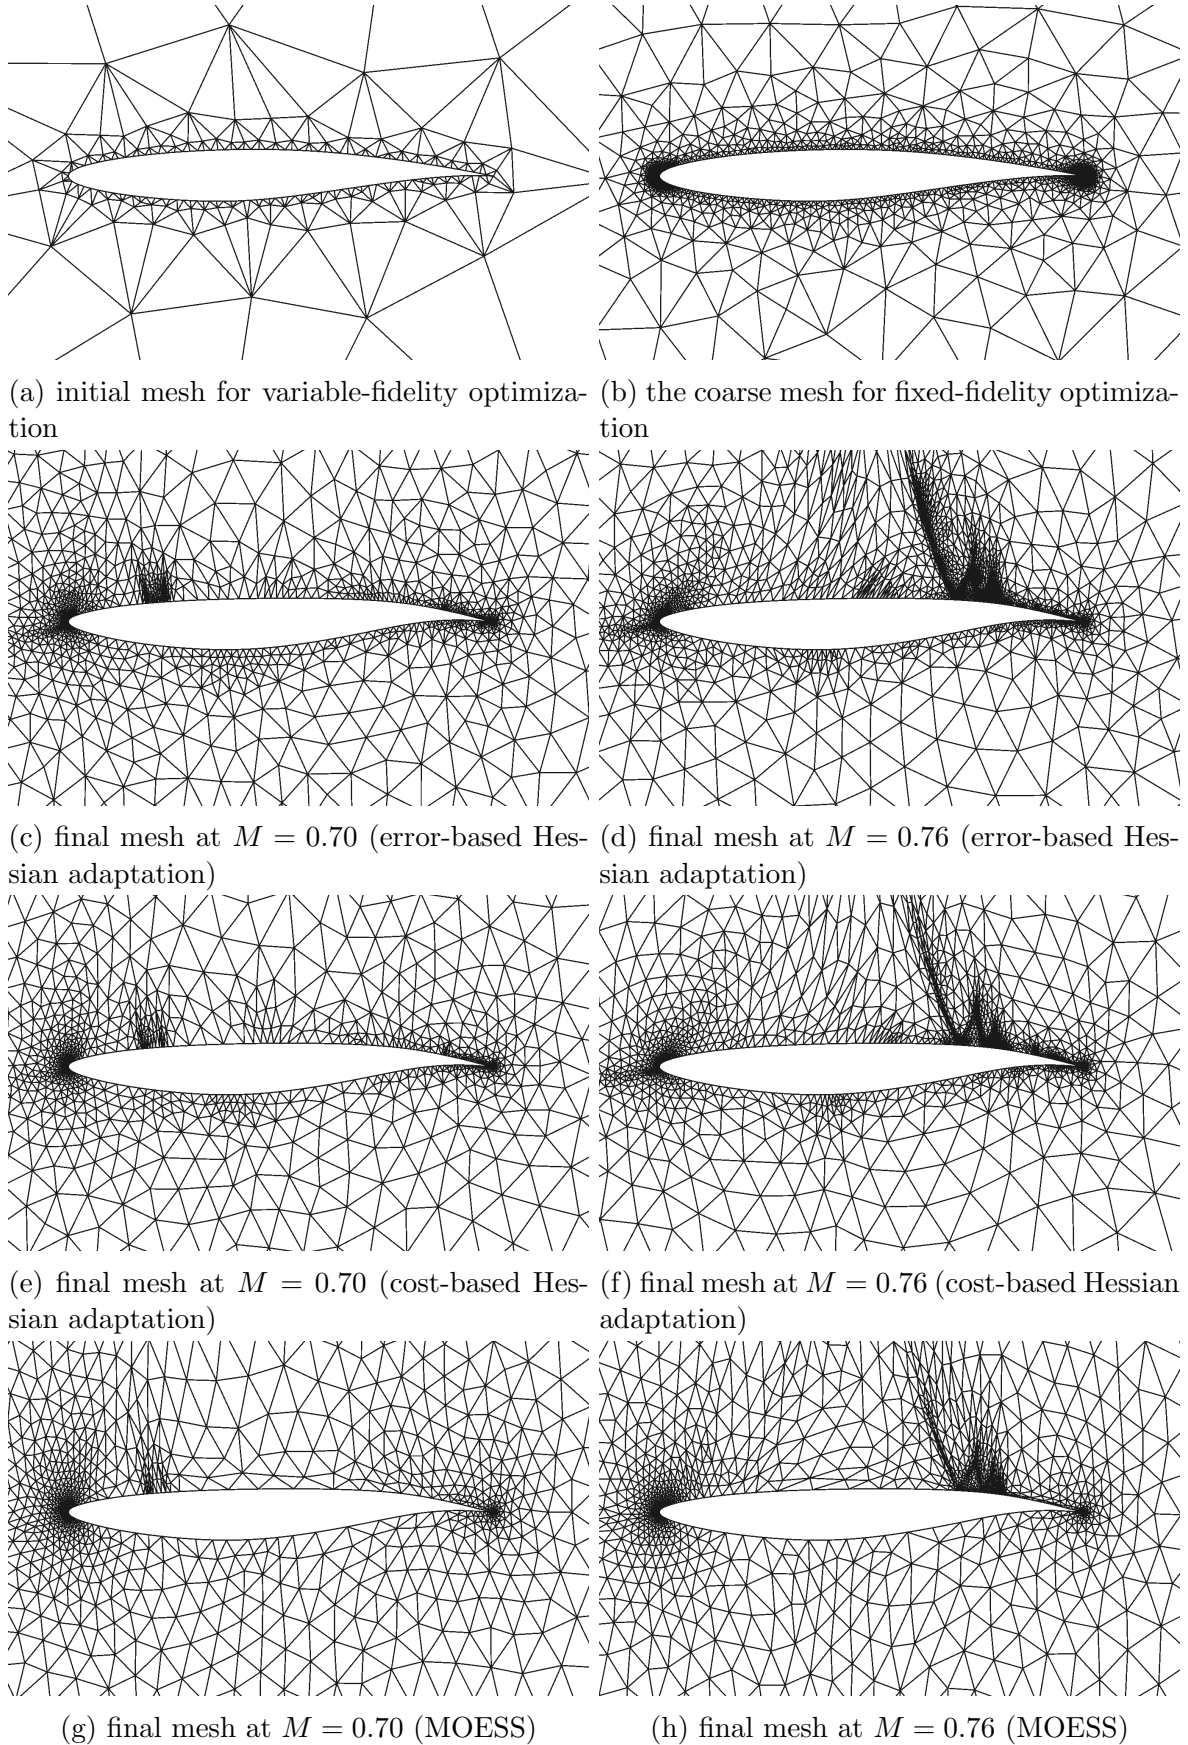 (a) initial mesh for variable-fidelity optimiza-
tion
(b) the coarse mesh for fixed-fidelity optimiza-
tion
(c) final mesh at M = 0.70 (error-based Hes-
sian adaptation)
(d) final mesh at M = 0.76 (error-based Hes-
sian adaptation)
(e) final mesh at M = 0.70 (cost-based Hes-
sian adaptation)
(f) final mesh at M = 0.76 (cost-based Hessian
adaptation)
(g) final mesh at M = 0.70 (MOESS)
(h) final mesh at M = 0.76 (MOESS)